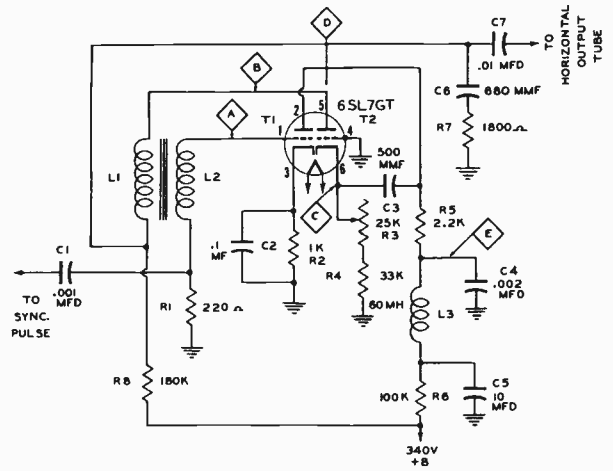 D
C7
.01 MFD
TO
HORIZONTAL
OUTPUT
TUBE
B
C6
680 MMF
A
2
5
6SL7GT
T1
T2
1
4
R7
1800Ω
3
6
500
MMF
L1
L2
C
C3
25K
R3
R5
2.2K
E
C1
.001
MFD
.1
MF
C2
1K
R2
R4
33K
C4
.002
MFD
TO
SYNC.
PULSE
R1
220 Ω
60MH
L3
R8
180K
100K
R6
C5
10
MFD
340V
+B